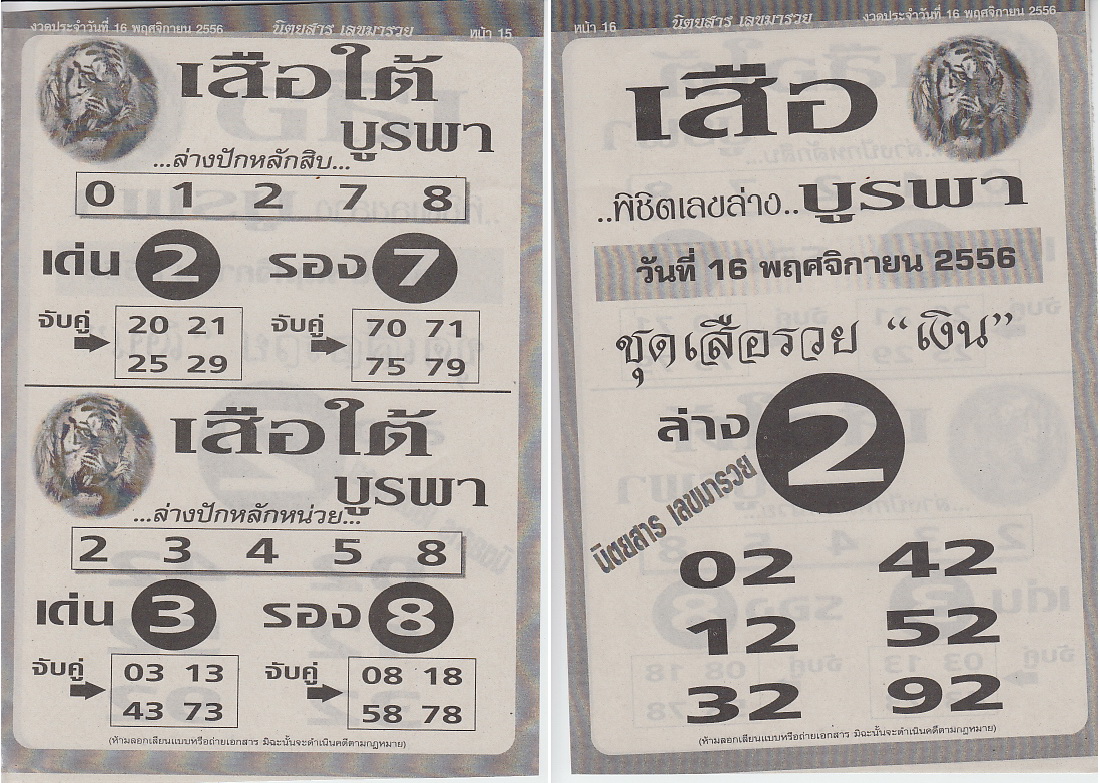 งวดประจำวันที่ 16 พฤศจิกายน 2556 นิตยสาร เลขมารวย หน้า 15
เสือใต้
บูรพา
...ล่างปักหลักสิบ...
0 1 2 7 8
เด่น 2 รอง 7
จับคู่ 20 21 จับคู่ 70 71
25 29 75 79
เสือใต้
บูรพา
...ล่างปักหลักหน่วย...
2 3 4 5 8
เด่น 3 รอง 8
จับคู่ 03 13 จับคู่ 08 18
43 73 58 78
(ห้ามลอกเลียนแบบหรือถ่ายเอกสาร มิฉะนั้นจะดำเนินคดีตามกฎหมาย)
หน้า 16 นิตยสาร เลขมารวย งวดประจำวันที่ 16 พฤศจิกายน 2556
เสือ
..พิชิตเลขล่าง.. บูรพา
วันที่ 16 พฤศจิกายน 2556
ชุดเสือรวย “เงิน”
ล่าง 2
นิตยสาร เลขมารวย
02 42
12 52
32 92
(ห้ามลอกเลียนแบบหรือถ่ายเอกสาร มิฉะนั้นจะดำเนินคดีตามกฎหมาย)